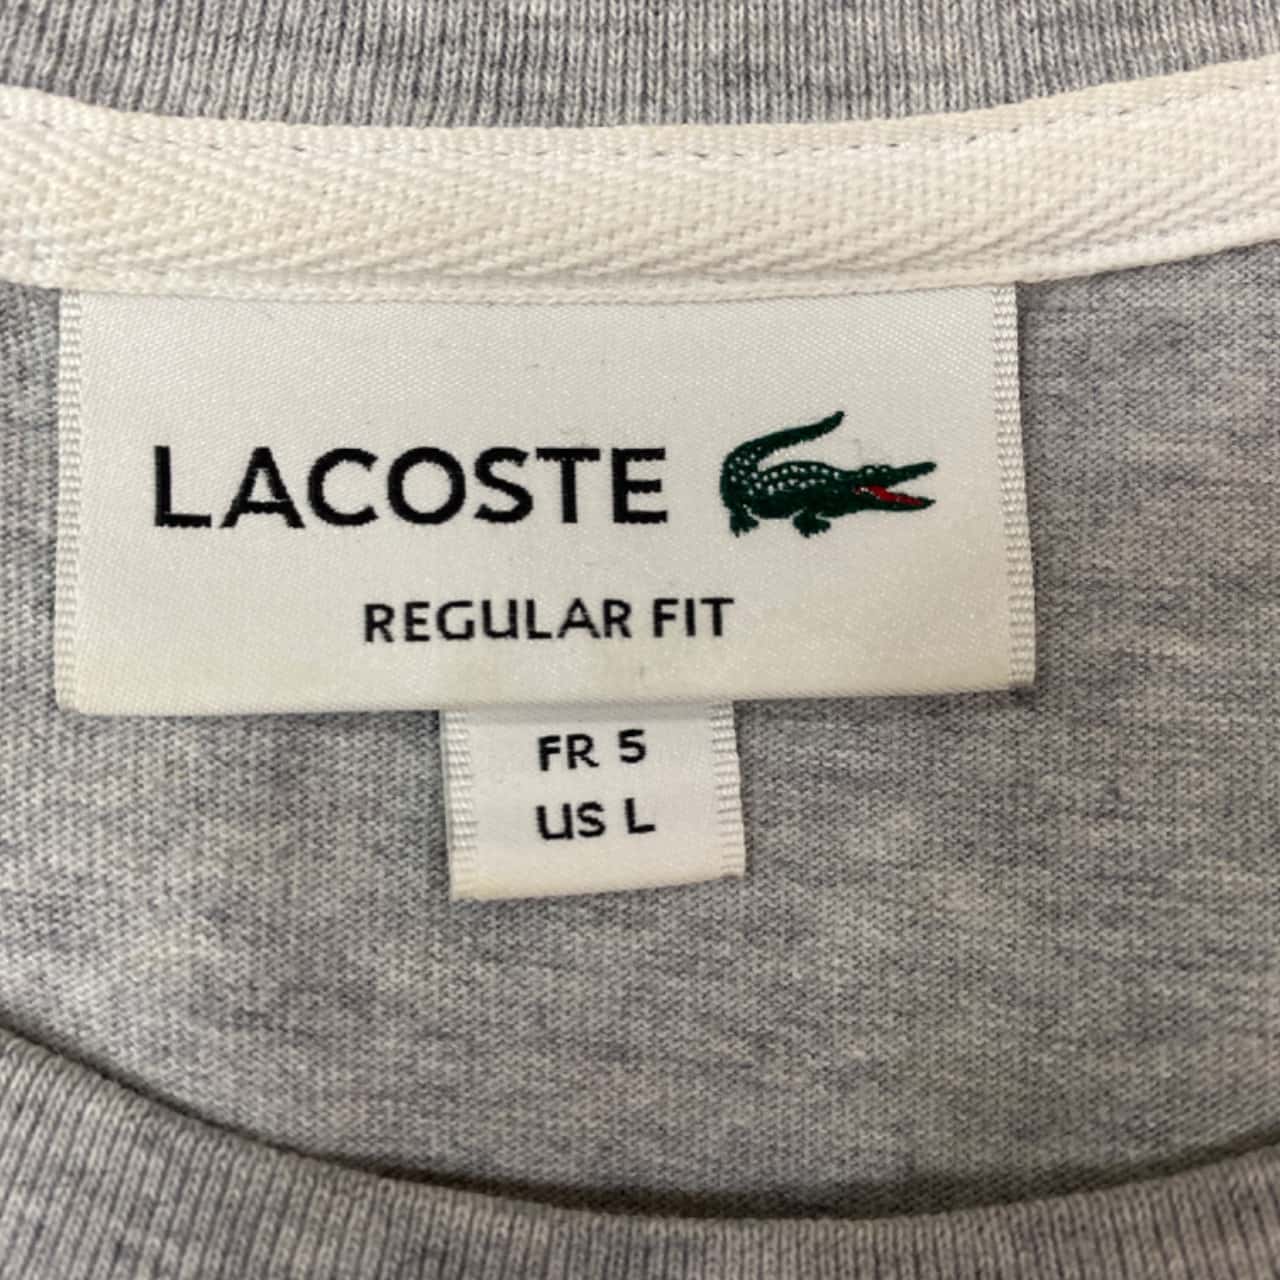 LACOSTE
REGULAR FIT
FR 5
US L